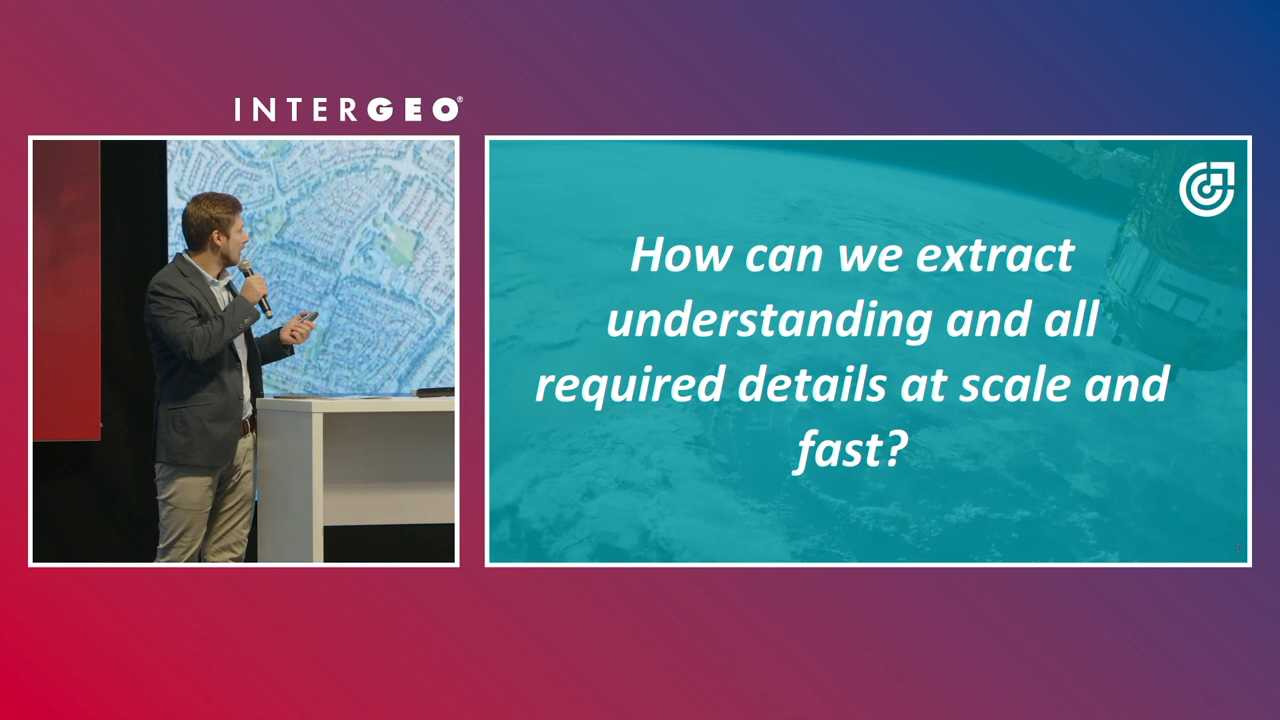 INTERGEO®
How can we extract
understanding and all
required details at scale and
fast?